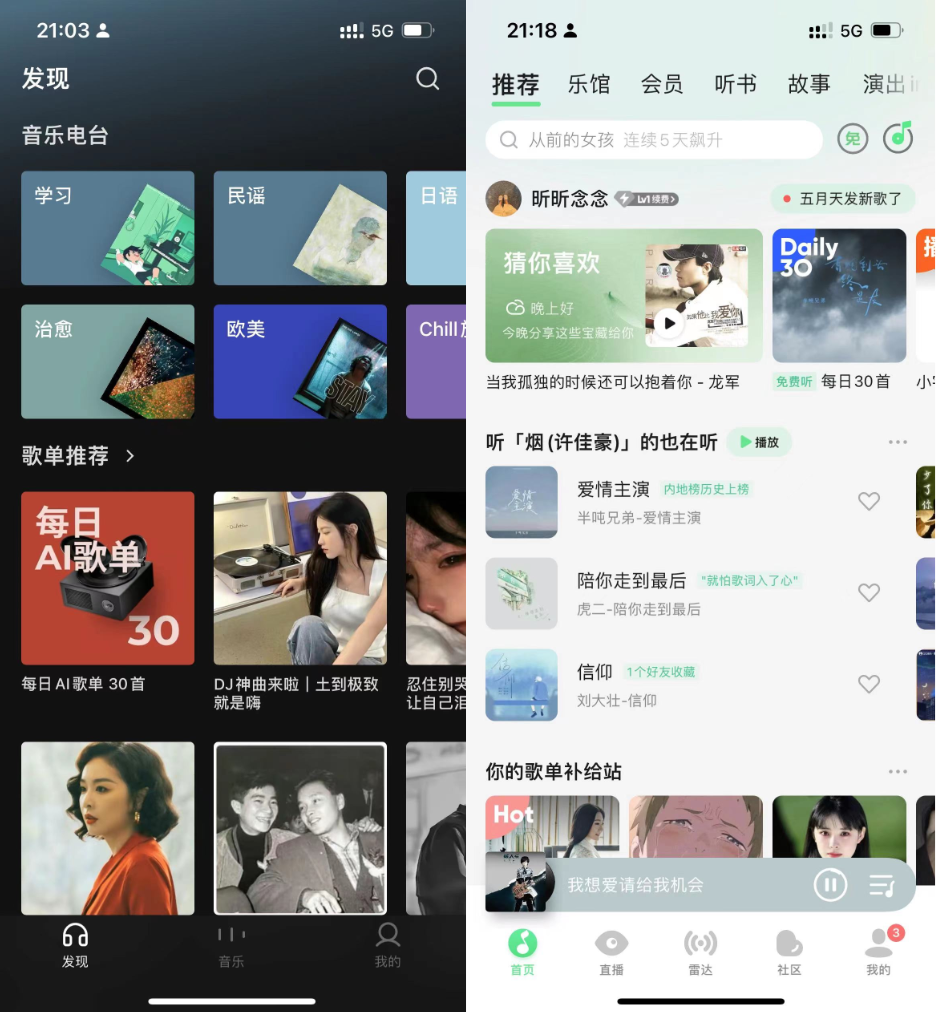 21:03
5G
发现
音乐电台
学习
民谣
日语
治愈
欧美
STAY
歌单推荐
每日
AI歌单
30
每日AI歌单 30首
DJ神曲来啦｜土到极致
就是嗨
忍住别哭
让自己泪
发现
音乐
我的
21:18
5G
推荐 乐馆 会员 听书 故事 演出
从前的女孩 连续5天飙升
免
昕昕念念
Lv1续费
五月天发新歌了
猜你喜欢
晚上好
今晚分享这些宝藏给你
Daily
30
当我孤独的时候还可以抱着你 - 龙军
免费听 每日30首
听「烟(许佳豪)」的也在听
播放
爱情主演 内地榜历史上榜
半吨兄弟-爱情主演
陪你走到最后 "就怕歌词入了心"
虎二-陪你走到最后
信仰 1个好友收藏
刘大壮-信仰
你的歌单补给站
Hot
我想爱请给我机会
首页
直播
雷达
社区
3
我的